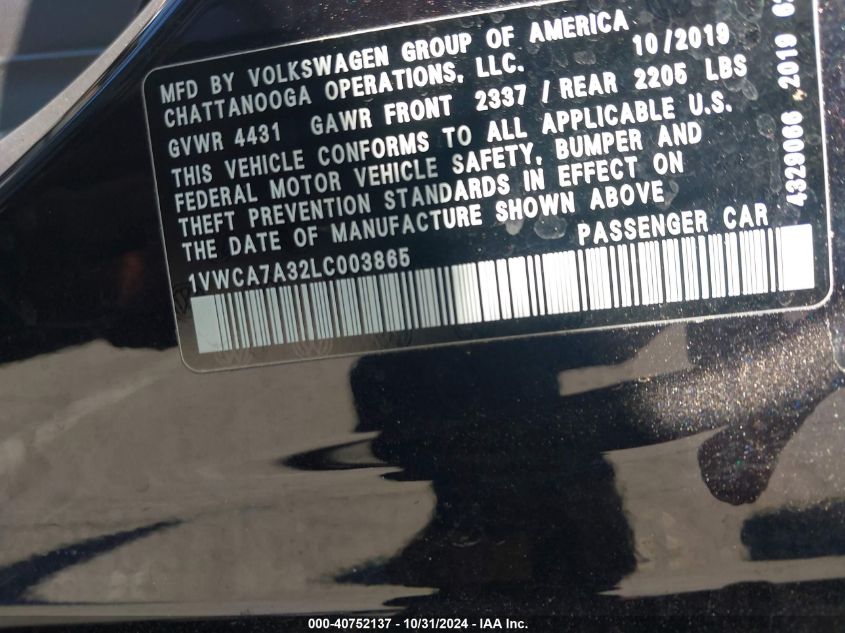 MFD BY VOLKSWAGEN GROUP OF AMERICA 10/2019
CHATTANOOGA OPERATIONS, LLC.
GVWR 4431 GAWR FRONT 2337 / REAR 2205 LBS
THIS VEHICLE CONFORMS TO ALL APPLICABLE U.S.
FEDERAL MOTOR VEHICLE SAFETY, BUMPER AND
THEFT PREVENTION STANDARDS IN EFFECT ON
THE DATE OF MANUFACTURE SHOWN ABOVE
1VWCA7A32LC003865 PASSENGER CAR
4329066 2019
000-40752137 - 10/31/2024 - IAA Inc.